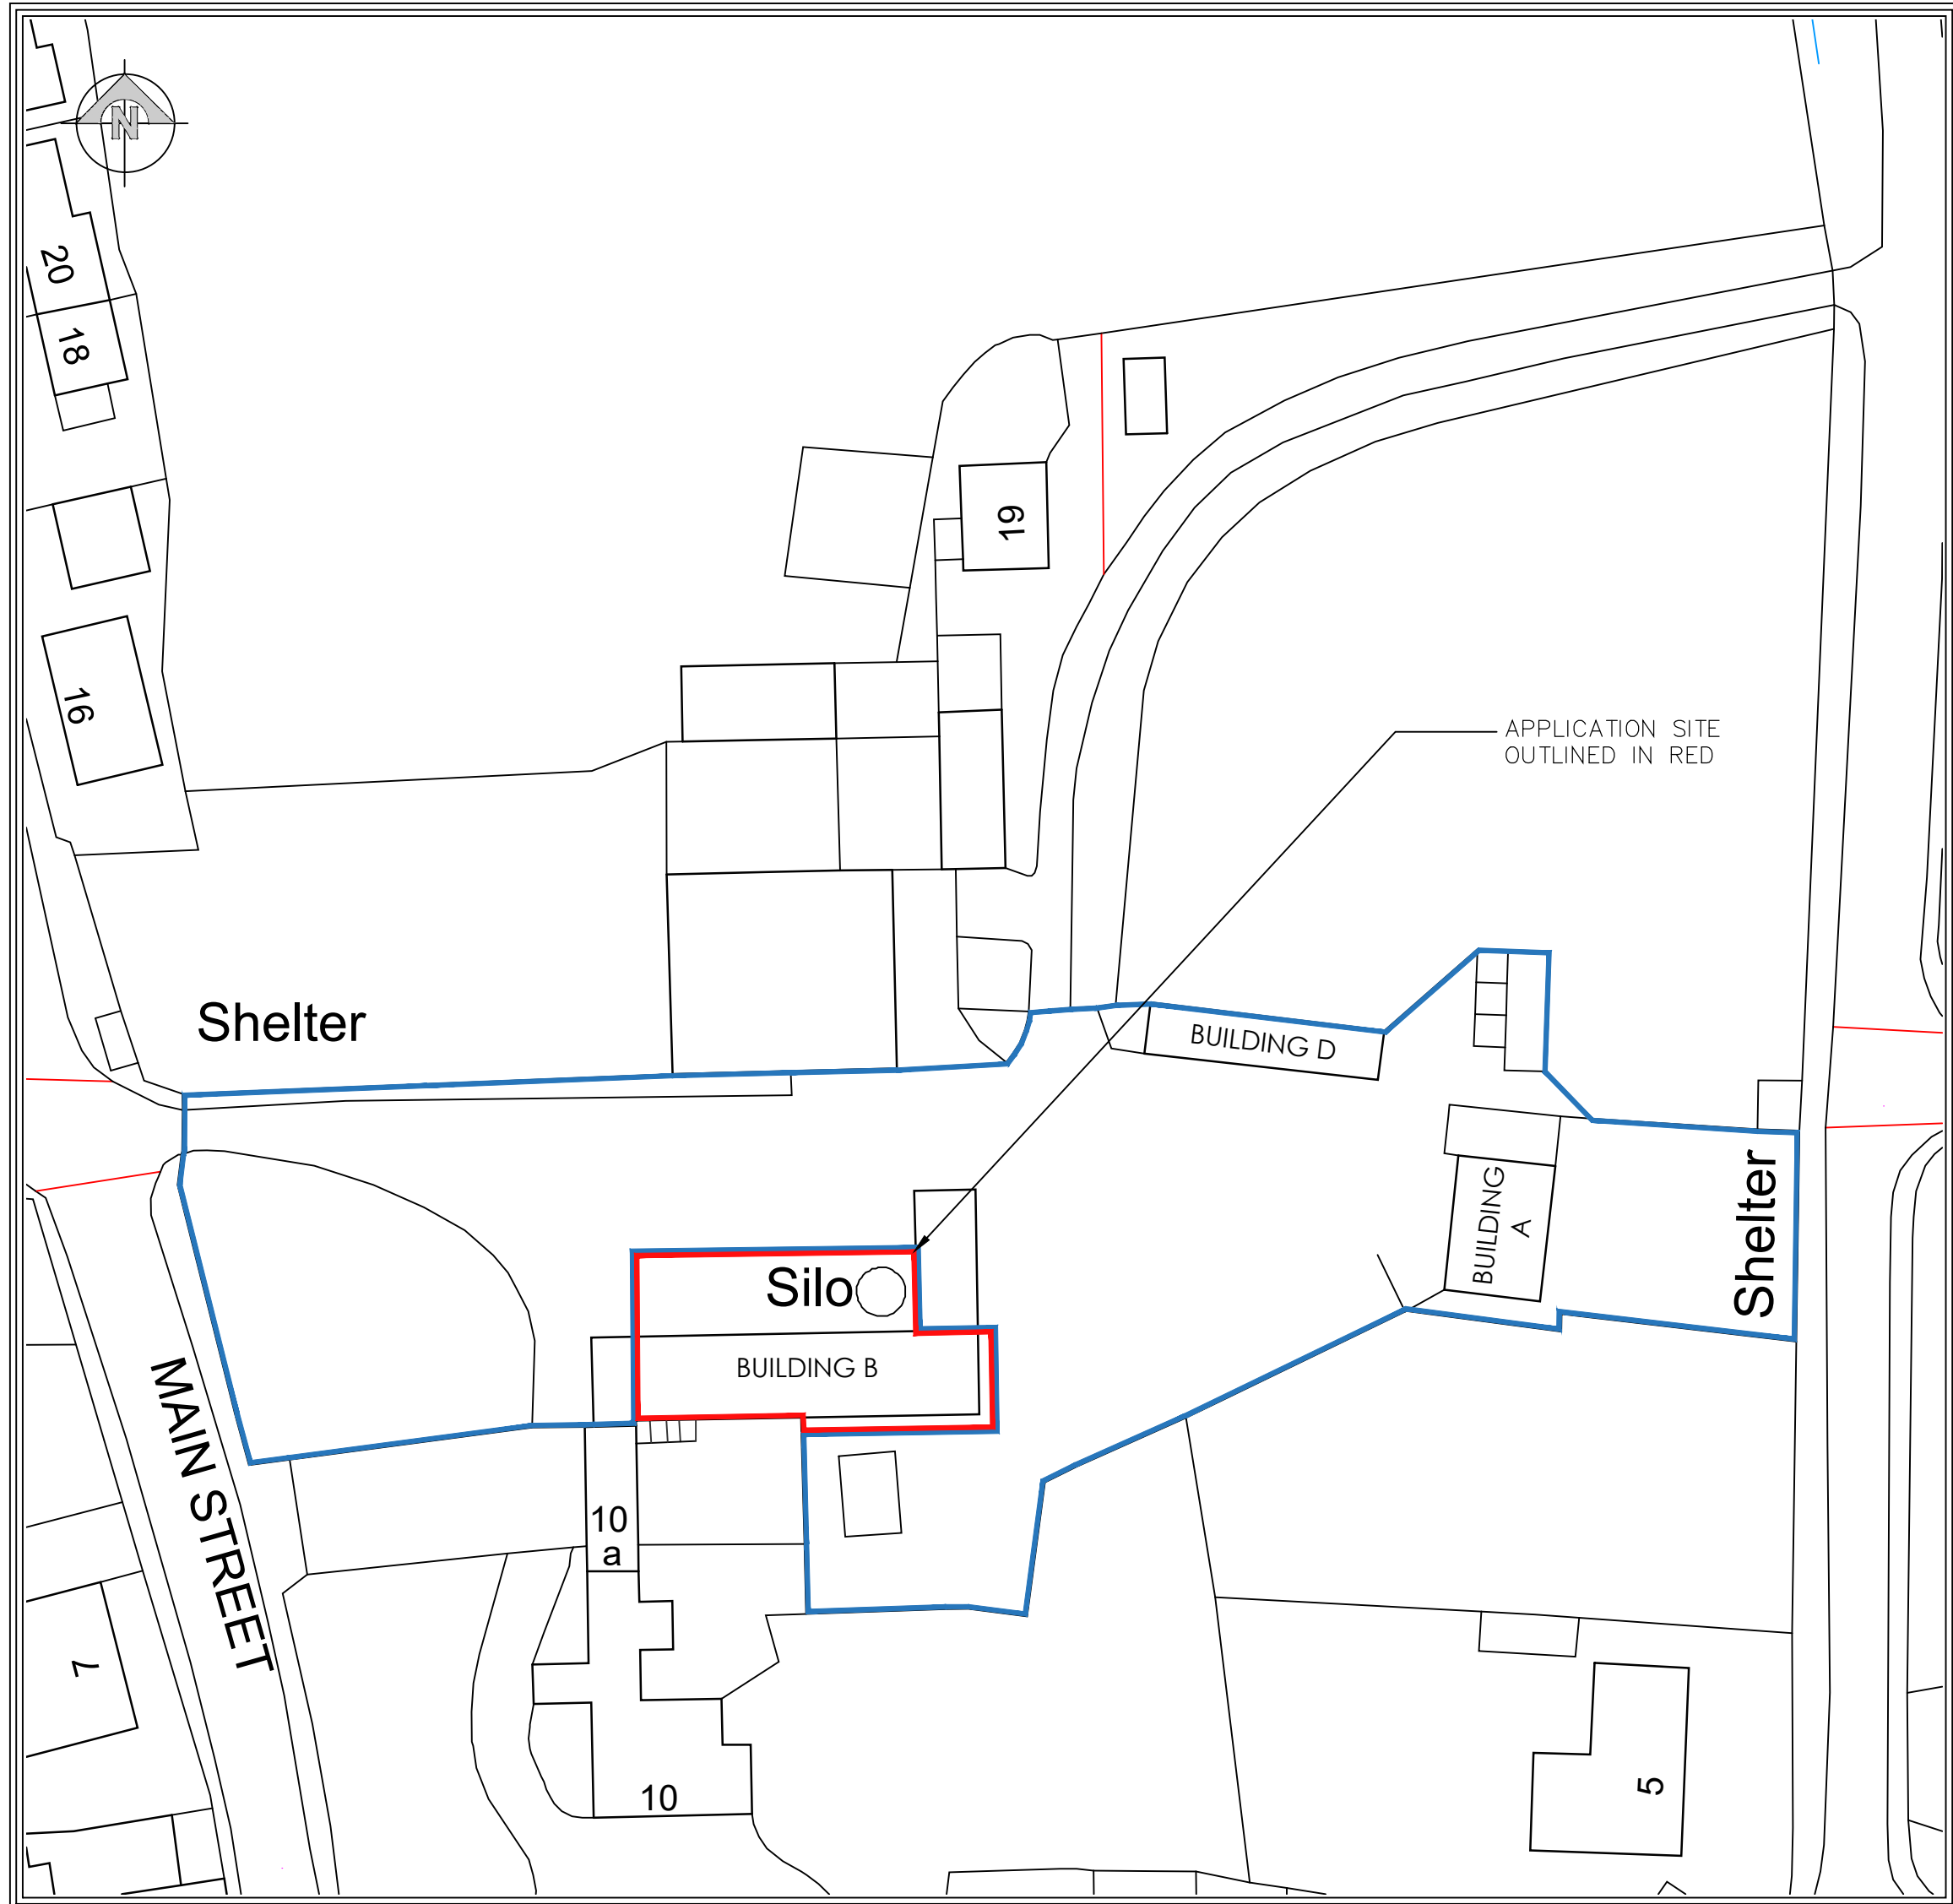 N
20
18
19
16
APPLICATION SITE
OUTLINED IN RED
Shelter
BUILDING D
BUILDING
A
Shelter
Silo
BUILDING B
MAIN STREET
10
a
7
10
5